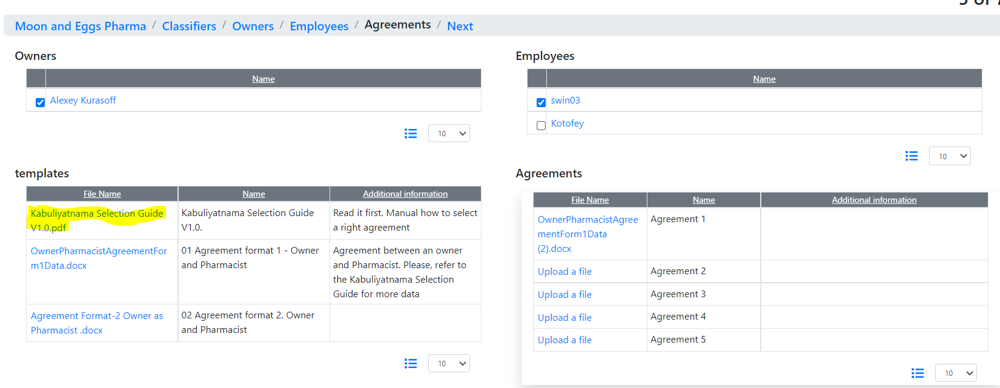 Moon and Eggs Pharma / Classifiers / Owners / Employees / Agreements / Next
Owners
Name
Alexey Kurasoff
10
Employees
Name
swin03
Kotofey
10
templates
File Name Name Additional information
Kabuliyatnama Selection Guide
V1.0.pdf
Kabuliyatnama Selection Guide
V1.0.
Read it first. Manual how to select
a right agreement
OwnerPharmacistAgreementFor
m1Data.docx
01 Agreement format 1 - Owner
and Pharmacist
Agreement between an owner
and Pharmacist. Please, refer to
the Kabuliyatnama Selection
Guide for more data
Agreement Format-2 Owner as
Pharmacist .docx
02 Agreement format 2. Owner
and Pharmacist
10
Agreements
File Name Name Additional information
OwnerPharmacistAgree
mentForm1Data
(2).docx
Agreement 1
Upload a file Agreement 2
Upload a file Agreement 3
Upload a file Agreement 4
Upload a file Agreement 5
10